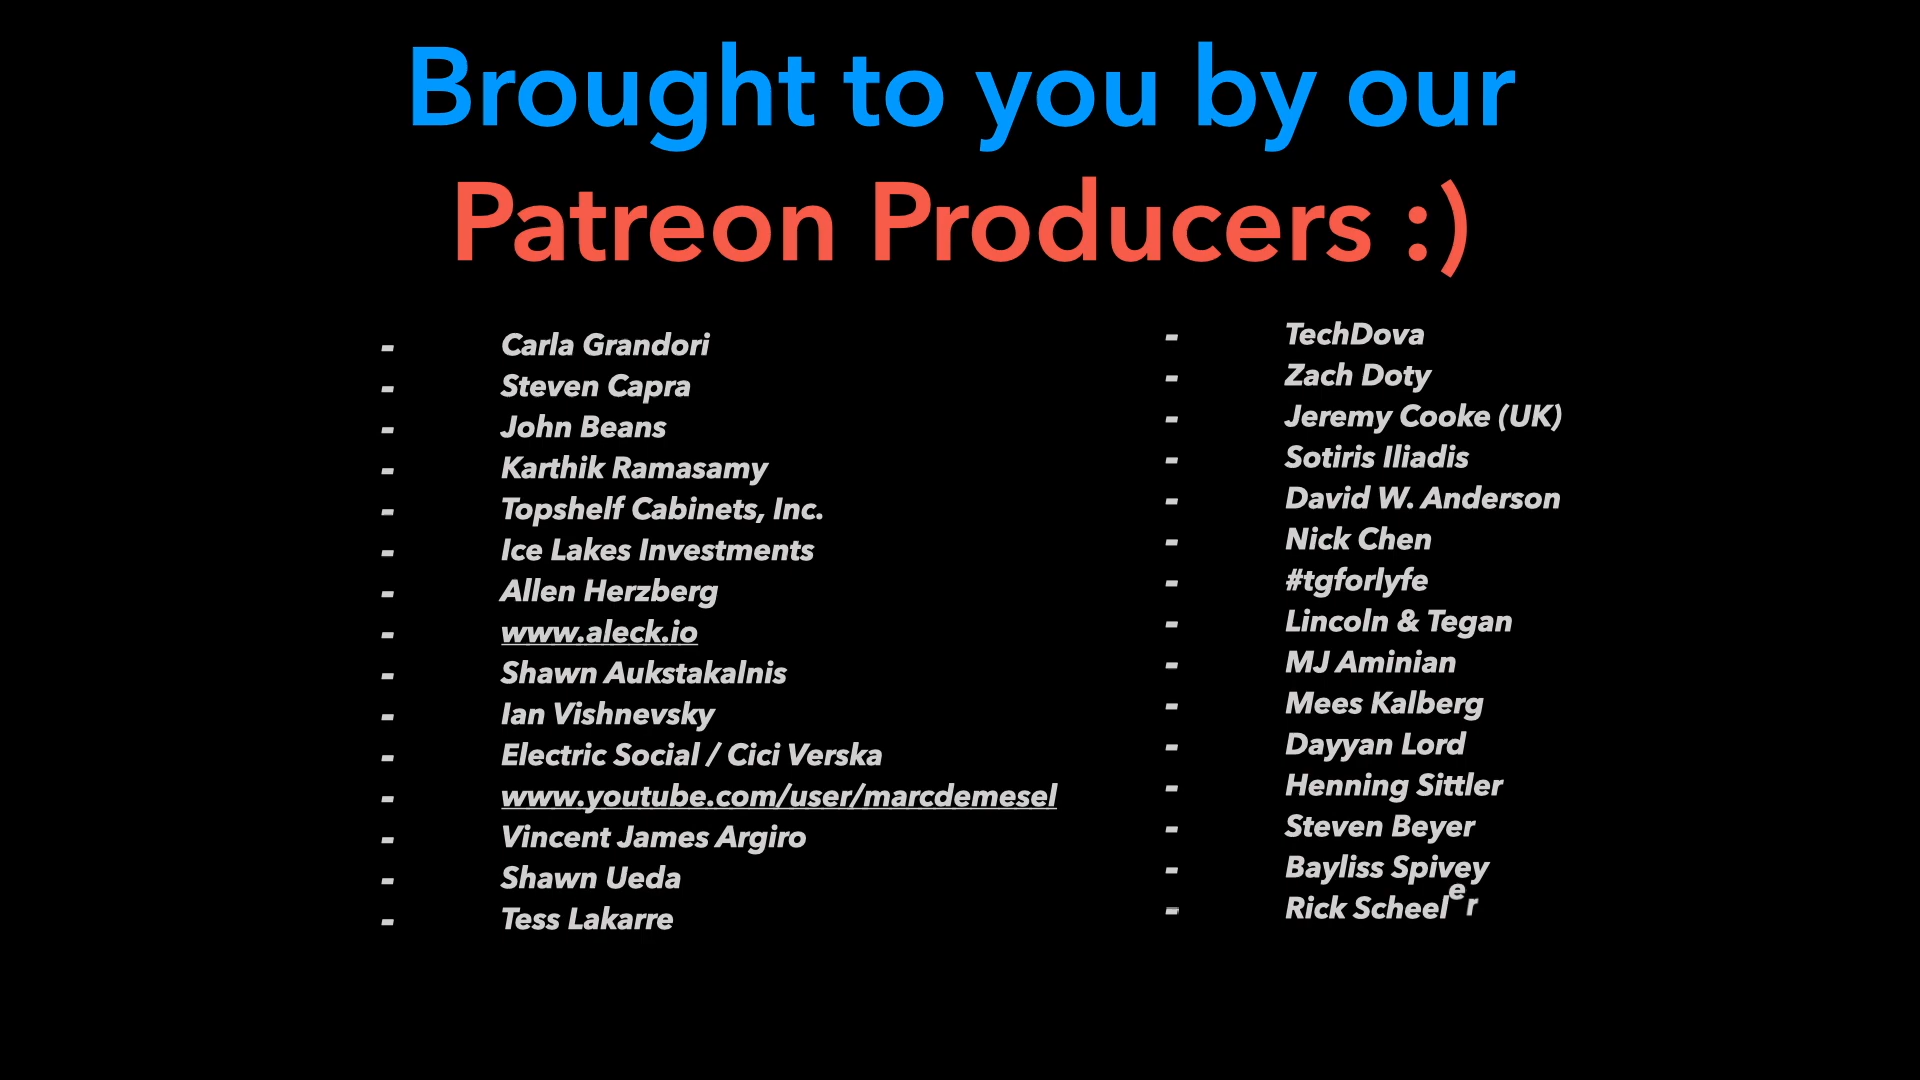 Brought to you by our
Patreon Producers :)
- Carla Grandori
- Steven Capra
- John Beans
- Karthik Ramasamy
- Topshelf Cabinets, Inc.
- Ice Lakes Investments
- Allen Herzberg
- www.aleck.io
- Shawn Aukstakalnis
- Ian Vishnevsky
- Electric Social / Cici Verska
- www.youtube.com/user/marcdemesel
- Vincent James Argiro
- Shawn Ueda
- Tess Lakarre
- TechDova
- Zach Doty
- Jeremy Cooke (UK)
- Sotiris Iliadis
- David W. Anderson
- Nick Chen
- #tgforlyfe
- Lincoln & Tegan
- MJ Aminian
- Mees Kalberg
- Dayyan Lord
- Henning Sittler
- Steven Beyer
- Bayliss Spivey
- Rick Scheeler